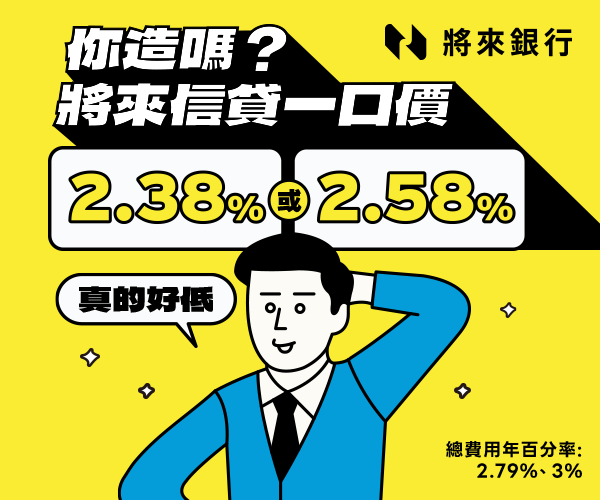 你造嗎？
將來銀行
將來信貸一口價
2.38%或2.58%
真的好低
總費用年百分率:
2.79%、3%